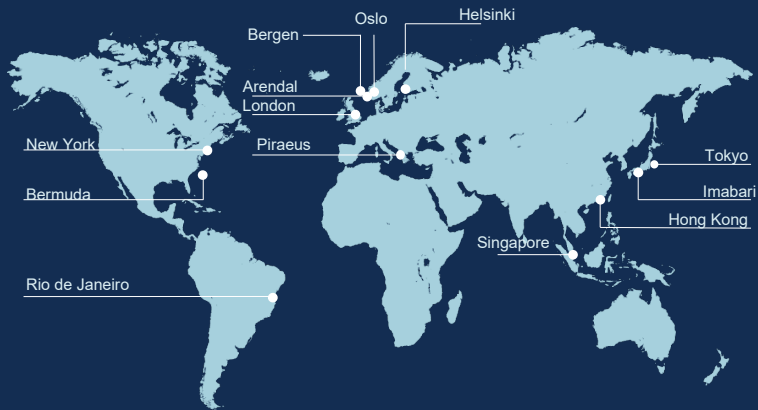 Oslo
Helsinki
Bergen
Arendal
London
New York
Piraeus
Tokyo
Bermuda
Imabari
Hong Kong
Singapore
Rio de Janeiro